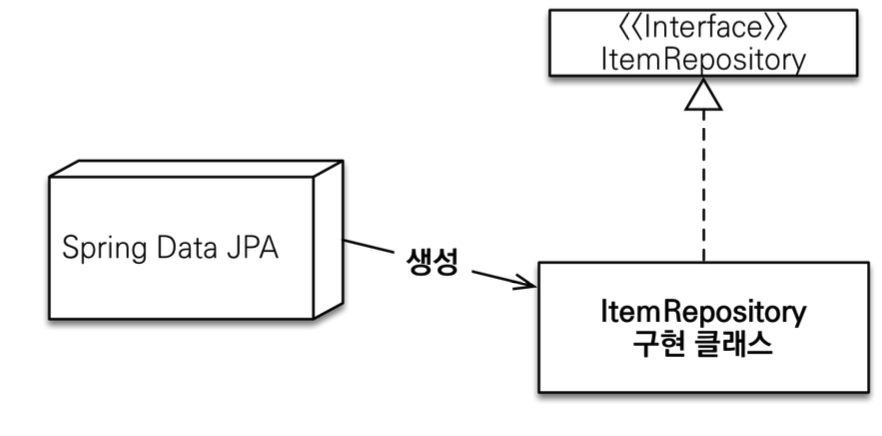 《Interface》
ItemRepository
Spring Data JPA
생성
ItemRepository
구현 클래스